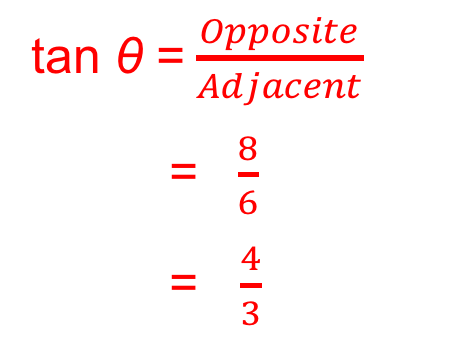 tan θ = Opposite/Adjacent
= 8/6
= 4/3